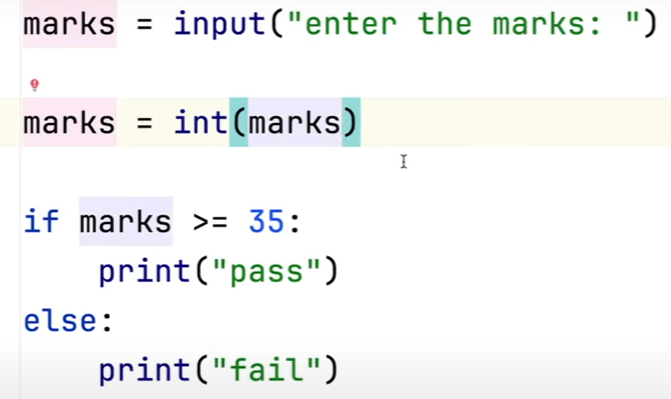 marks = input("enter the marks: ")
marks = int(marks)
if marks >= 35:
    print("pass")
else:
    print("fail")